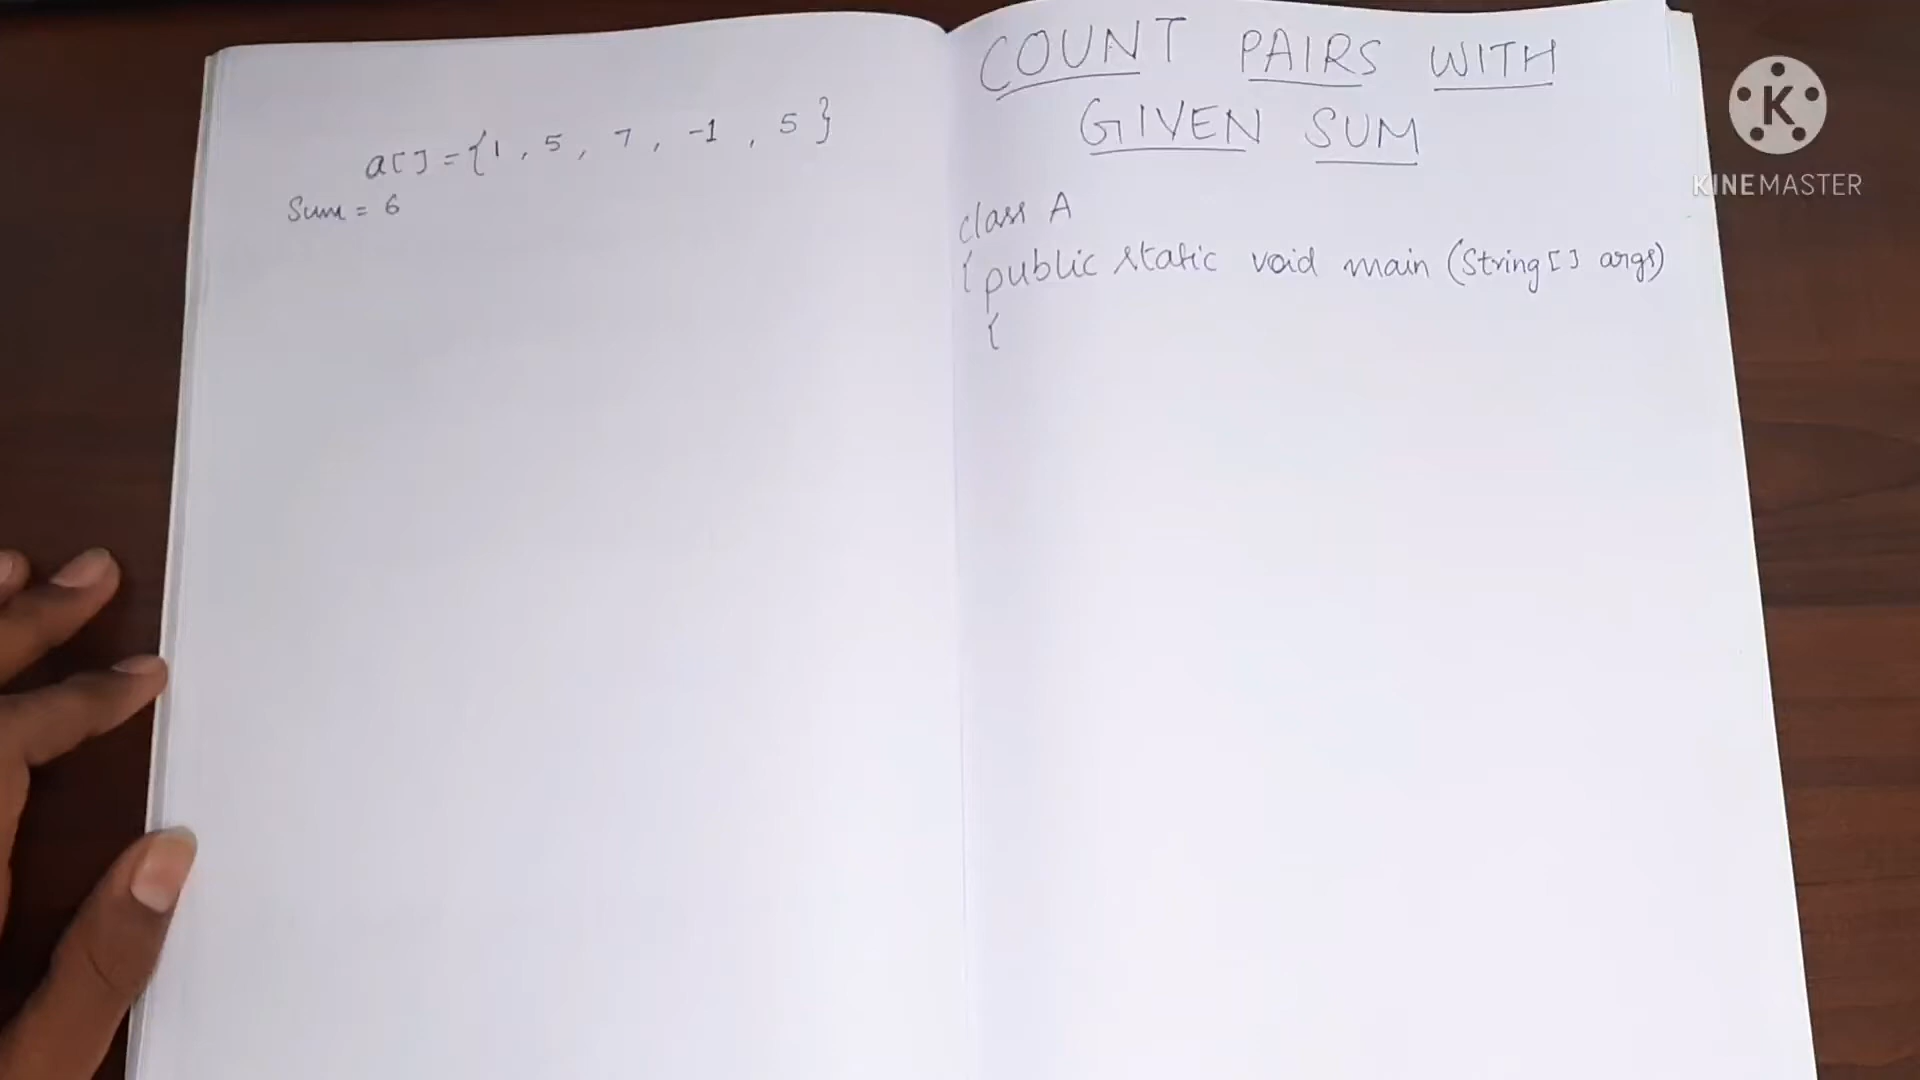 a[] = {1, 5, 7, -1, 5}
Sum = 6
COUNT PAIRS WITH
GIVEN SUM
class A
{ public static void main (String[] args)
{
K
KINEMASTER